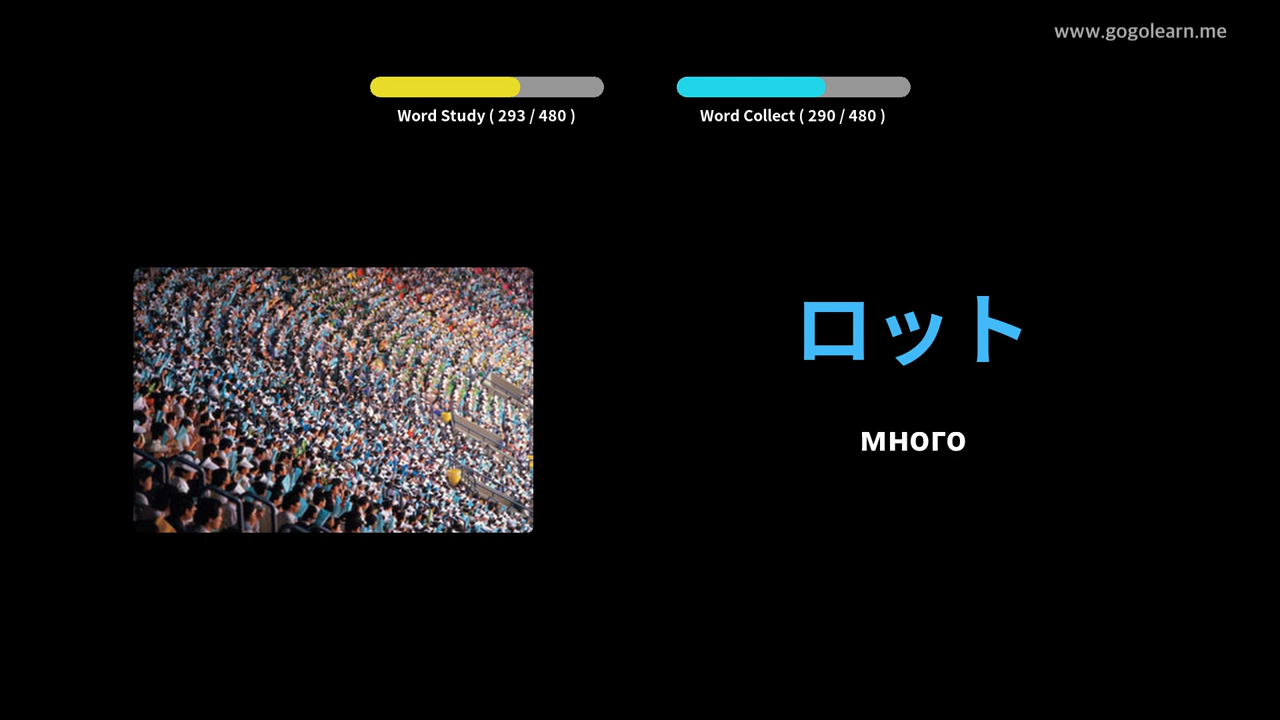 www.gogolearn.me
Word Study ( 293 / 480 )
Word Collect ( 290 / 480 )
ロット
много